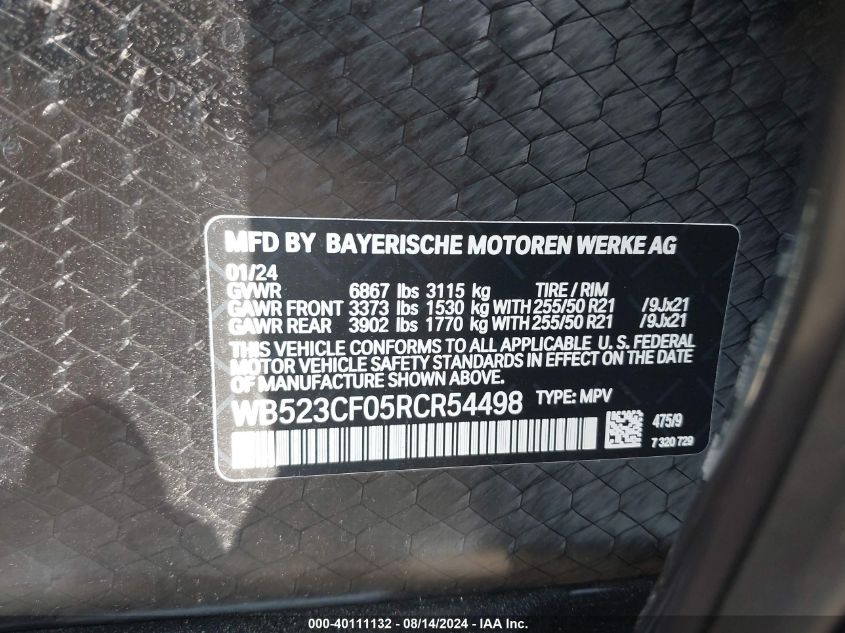 MFD BY BAYERISCHE MOTOREN WERKE AG
01/24
GVWR 6867 lbs 3115 kg TIRE / RIM
GAWR FRONT 3373 lbs 1530 kg WITH 255/50 R21 /9Jx21
GAWR REAR 3902 lbs 1770 kg WITH 255/50 R21 /9Jx21
THIS VEHICLE CONFORMS TO ALL APPLICABLE U. S. FEDERAL
MOTOR VEHICLE SAFETY STANDARDS IN EFFECT ON THE DATE
OF MANUFACTURE SHOWN ABOVE.
WB523CF05RCR54498 TYPE: MPV
475/9
7 320 729
000-40111132 - 08/14/2024 - IAA Inc.